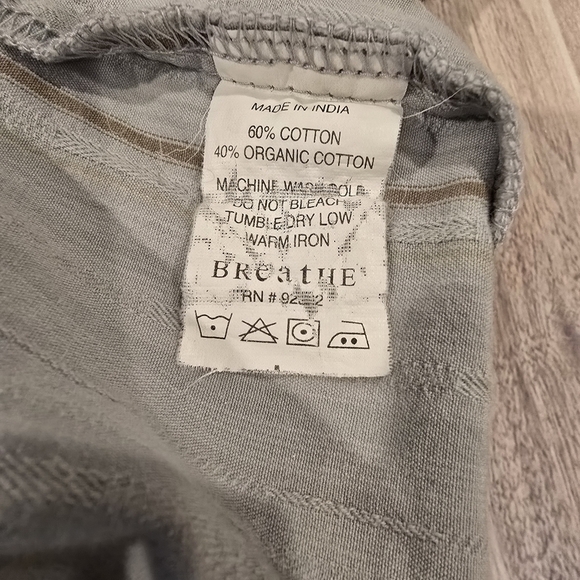 MADE IN INDIA
60% COTTON
40% ORGANIC COTTON
MACHINE WASH COLD
DO NOT BLEACH
TUMBLE DRY LOW
WARM IRON
BReatHE
RN #